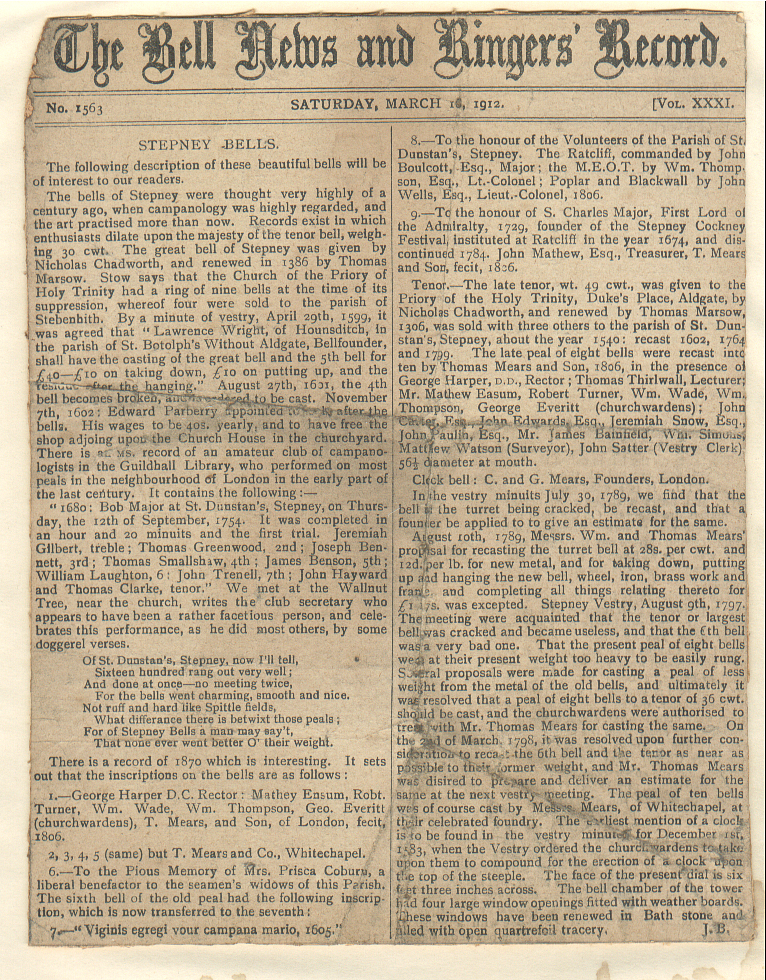 The Bell News and Ringers' Record.
No. 1563
SATURDAY, MARCH 16, 1912.
[VOL. XXXI.
STEPNEY BELLS.
The following description of these beautiful bells will be
of interest to our readers.
The bells of Stepney were thought very highly of a
century ago, when campanology was highly regarded, and
the art practised more than now. Records exist in which
enthusiasts dilate upon the majesty of the tenor bell, weigh-
ing 30 cwt. The great bell of Stepney was given by
Nicholas Chadworth, and renewed in 1386 by Thomas
Marsow. Stow says that the Church of the Priory of
Holy Trinity had a ring of nine bells at the time of its
suppression, whereof four were sold to the parish of
Stebenhith. By a minute of vestry, April 29th, 1599, it
was agreed that "Lawrence Wright, of Hounsditch, in
the parish of St. Botolph's Without Aldgate, Bellfounder,
shall have the casting of the great bell and the 5th bell for
£40—£10 on taking down, £10 on putting up, and the
residue after the hanging." August 27th, 1601, the 4th
bell becomes broken, and ordered to be cast. November
7th, 1602: Edward Parberry appointed to after the
bells. His wages to be 40s. yearly, and to have free the
shop adjoining upon the Church House in the churchyard.
There is MS. record of an amateur club of campano-
logists in the Guildhall Library, who performed on most
peals in the neighbourhood of London in the early part of
the last century. It contains the following:—
"1680: Bob Major at St. Dunstan's, Stepney, on Thurs-
day, the 12th of September, 1754. It was completed in
an hour and 20 minuits and the first trial. Jeremiah
Gilbert, treble; Thomas Greenwood, 2nd; Joseph Ben-
nett, 3rd; Thomas Smallshaw, 4th; James Benson, 5th;
William Laughton, 6: John Trenell, 7th; John Hayward
and Thomas Clarke, tenor." We met at the Wallnut
Tree, near the church, writes the club secretary who
appears to have been a rather facetious person, and cele-
brates this performance, as he did most others, by some
doggerel verses.
Of St. Dunstan's, Stepney, now I'll tell,
Sixteen hundred rang out very well;
And done at once—no meeting twice,
For the bells went charming, smooth and nice.
Not ruff and hard like Spittle fields,
What differance there is betwixt those peals;
For of Stepney Bells a man may say't,
That none ever went better O' their weight.
There is a record of 1870 which is interesting. It sets
out that the inscriptions on the bells are as follows:
1.—George Harper D.C. Rector: Mathey Ensum, Robt.
Turner, Wm. Wade, Wm. Thompson, Geo. Everitt
(churchwardens), T. Mears, and Son, of London, fecit,
1806.
2, 3, 4, 5 (same) but T. Mears and Co., Whitechapel.
6.—To the Pious Memory of Mrs. Prisca Coburn, a
liberal benefactor to the seamen's widows of this Parish.
The sixth bell of the old peal had the following inscrip-
tion, which is now transferred to the seventh:
7.—"Viginis egregi vour campana mario, 1605."
8.—To the honour of the Volunteers of the Parish of St.
Dunstan's, Stepney. The Ratclif, commanded by John
Boulcott, Esq., Major; the M.E.O.T. by Wm. Thomp-
son, Esq., Lt.-Colonel; Poplar and Blackwall by John
Wells, Esq., Lieut.-Colonel, 1806.
9.—To the honour of S. Charles Major, First Lord of
the Admiralty, 1729, founder of the Stepney Cockney
Festival, instituted at Ratcliff in the year 1674, and dis-
continued 1784. John Mathew, Esq., Treasurer, T. Mears
and Son, fecit, 1806.
Tenor.—The late tenor, wt. 49 cwt., was given to the
Priory of the Holy Trinity, Duke's Place, Aldgate, by
Nicholas Chadworth, and renewed by Thomas Marsow,
1306, was sold with three others to the parish of St. Dun-
stan's, Stepney, about the year 1540: recast 1602, 1764
and 1799. The late peal of eight bells were recast into
ten by Thomas Mears and Son, 1806, in the presence of
George Harper, D.D., Rector; Thomas Thirlwall, Lecturer;
Mr. Mathew Easum, Robert Turner, Wm. Wade, Wm.
Thompson, George Everitt (churchwardens); John
Carter, Esq., John Edwards, Esq., Jeremiah Snow, Esq.,
John Paulin, Esq., Mr. James Bainfield, Wm. Simons,
Matthew Watson (Surveyor), John Satter (Vestry Clerk)
56½ diameter at mouth.
Clock bell: C. and G. Mears, Founders, London.
In the vestry minuits July 30, 1789, we find that the
bell in the turret being cracked, be recast, and that a
founder be applied to to give an estimate for the same.
August 10th, 1789, Messrs. Wm. and Thomas Mears'
proposal for recasting the turret bell at 28s. per cwt. and
12d. per lb. for new metal, and for taking down, putting
up and hanging the new bell, wheel, iron, brass work and
frame and completing all things relating thereto for
£1 7s. was excepted. Stepney Vestry, August 9th, 1797.
The meeting were acquainted that the tenor or largest
bell was cracked and became useless, and that the 6th bell
was a very bad one. That the present peal of eight bells
were at their present weight too heavy to be easily rung.
Several proposals were made for casting a peal of less
weight from the metal of the old bells, and ultimately it
was resolved that a peal of eight bells to a tenor of 36 cwt.
should be cast, and the churchwardens were authorised to
treat with Mr. Thomas Mears for casting the same. On
the 2nd of March, 1798, it was resolved upon further con-
sideration to recast the 6th bell and the tenor as near as
possible to their former weight, and Mr. Thomas Mears
was disired to prepare and deliver an estimate for the
same at the next vestry meeting. The peal of ten bells
was of course cast by Messrs. Mears, of Whitechapel, at
their celebrated foundry. The earliest mention of a clock
is to be found in the vestry minutes for December 1st,
1583, when the Vestry ordered the churchwardens to take
upon them to compound for the erection of a clock upon
the top of the steeple. The face of the present dial is six
feet three inches across. The bell chamber of the tower
had four large window openings fitted with weather boards.
These windows have been renewed in Bath stone and
filled with open quartrefoil tracery. J. B.